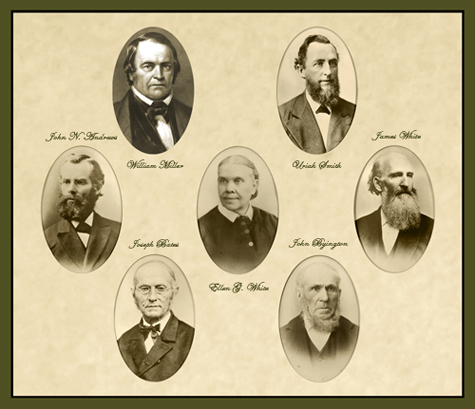 John N. Andrews
William Miller
Uriah Smith
James White
Joseph Bates
John Byington
Ellen G. White